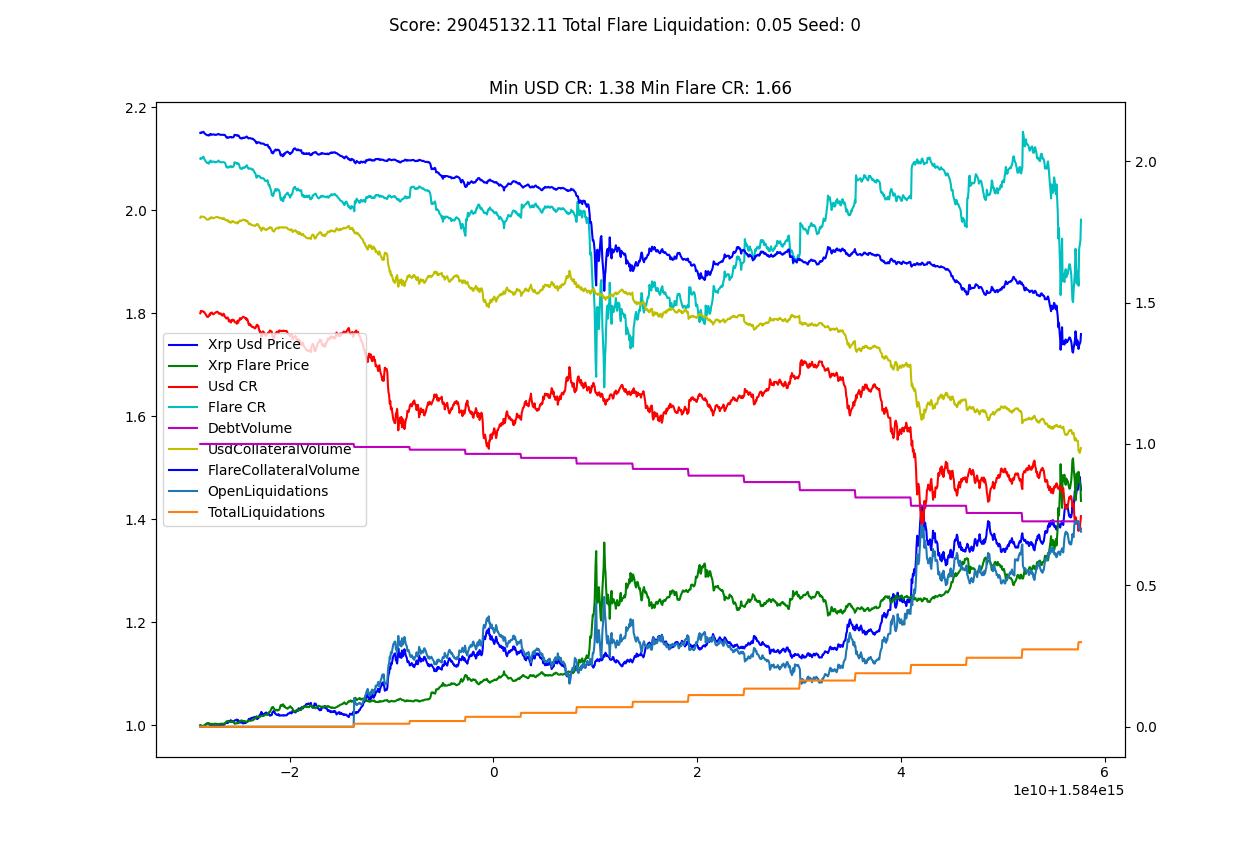 Score: 29045132.11 Total Flare Liquidation: 0.05 Seed: 0
Min USD CR: 1.38 Min Flare CR: 1.66
2.2
2.0
1.8
1.6
1.4
1.2
1.0
2.0
1.5
1.0
0.5
0.0
Xrp Usd Price
Xrp Flare Price
Usd CR
Flare CR
DebtVolume
UsdCollateralVolume
FlareCollateralVolume
OpenLiquidations
TotalLiquidations
−2 0 2 4 6
1e10+1.584e15